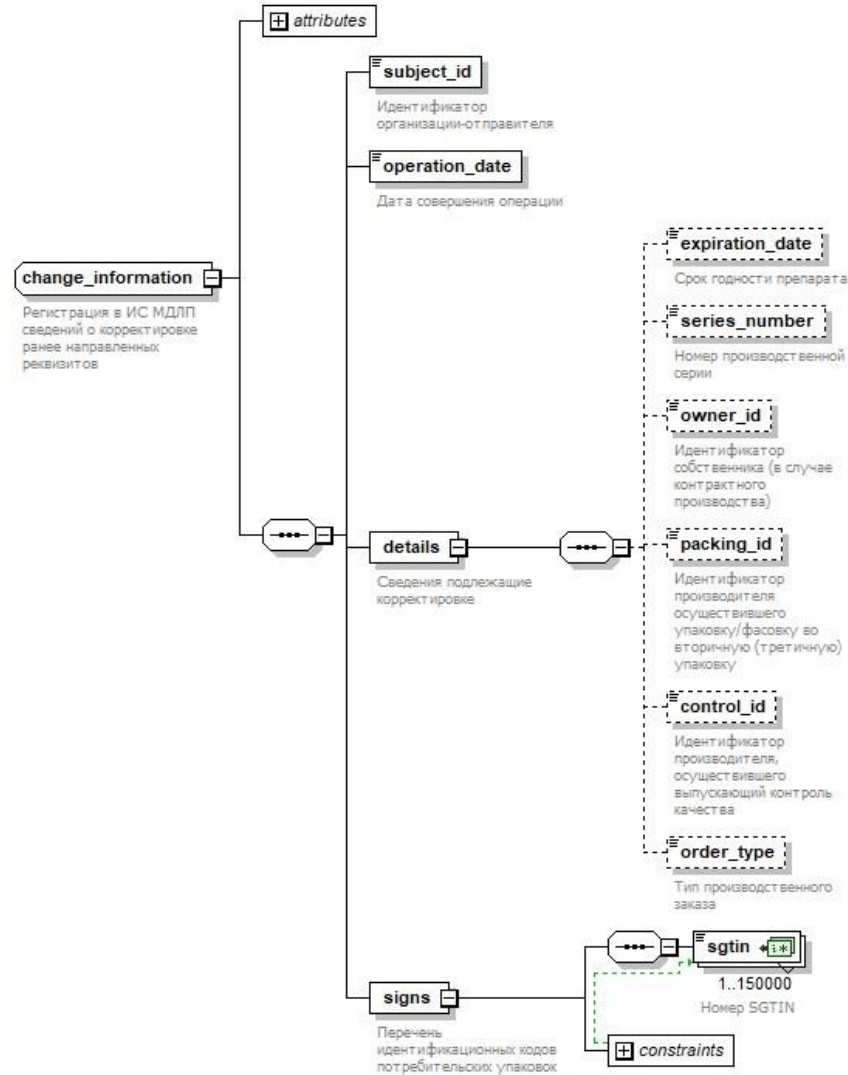 attributes
subject_id
Идентификатор
организации-отправителя
operation_date
Дата совершения операции
change_information
Регистрация в ИС МДЛП
сведений о корректировке
ранее направленных
реквизитов
expiration_date
Срок годности препарата
series_number
Номер производственной
серии
owner_id
Идентификатор
собственника (в случае
контрактного
производства)
details
Сведения подлежащие
корректировке
packing_id
Идентификатор
производителя
осуществившего
упаковку/фасовку во
вторичную (третичную)
упаковку
control_id
Идентификатор
производителя,
осуществившего
выпускающий контроль
качества
order_type
Тип производственного
заказа
signs
Перечень
идентификационных кодов
потребительских упаковок
sgtin
1..150000
Номер SGTIN
constraints